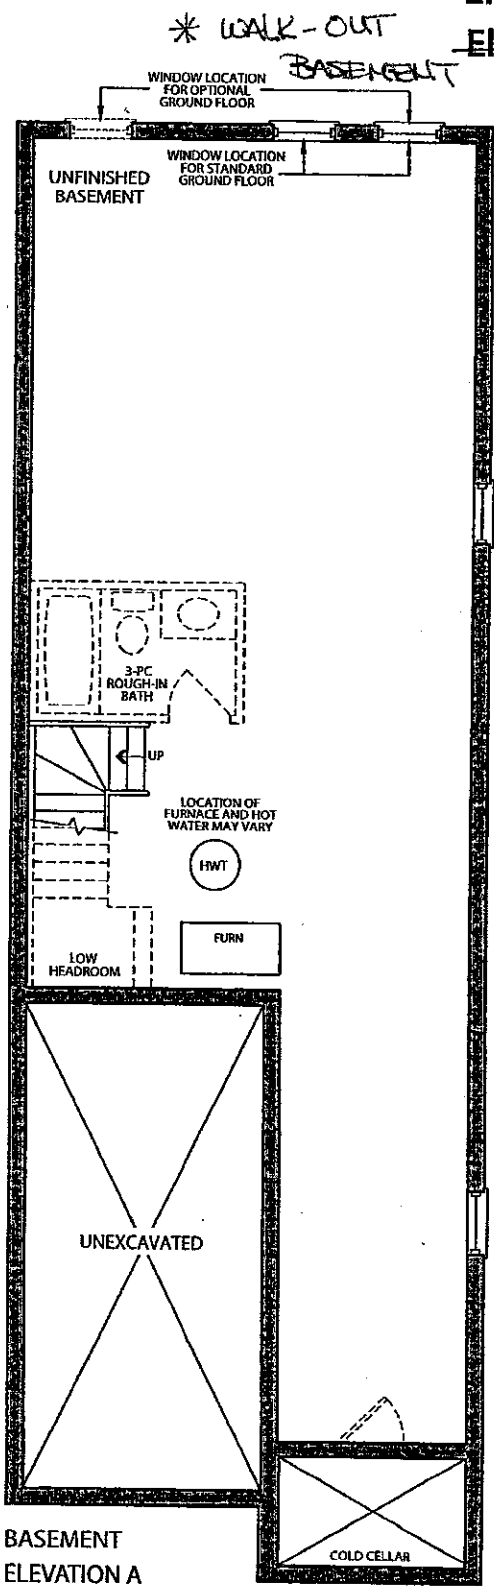 * WALK-OUT
BASEMENT
WINDOW LOCATION
FOR OPTIONAL
GROUND FLOOR
WINDOW LOCATION
FOR STANDARD
GROUND FLOOR
UNFINISHED
BASEMENT
3-PC
ROUGH-IN
BATH
UP
LOCATION OF
FURNACE AND HOT
WATER MAY VARY
HWT
FURN
LOW
HEADROOM
UNEXCAVATED
COLD CELLAR
BASEMENT
ELEVATION A